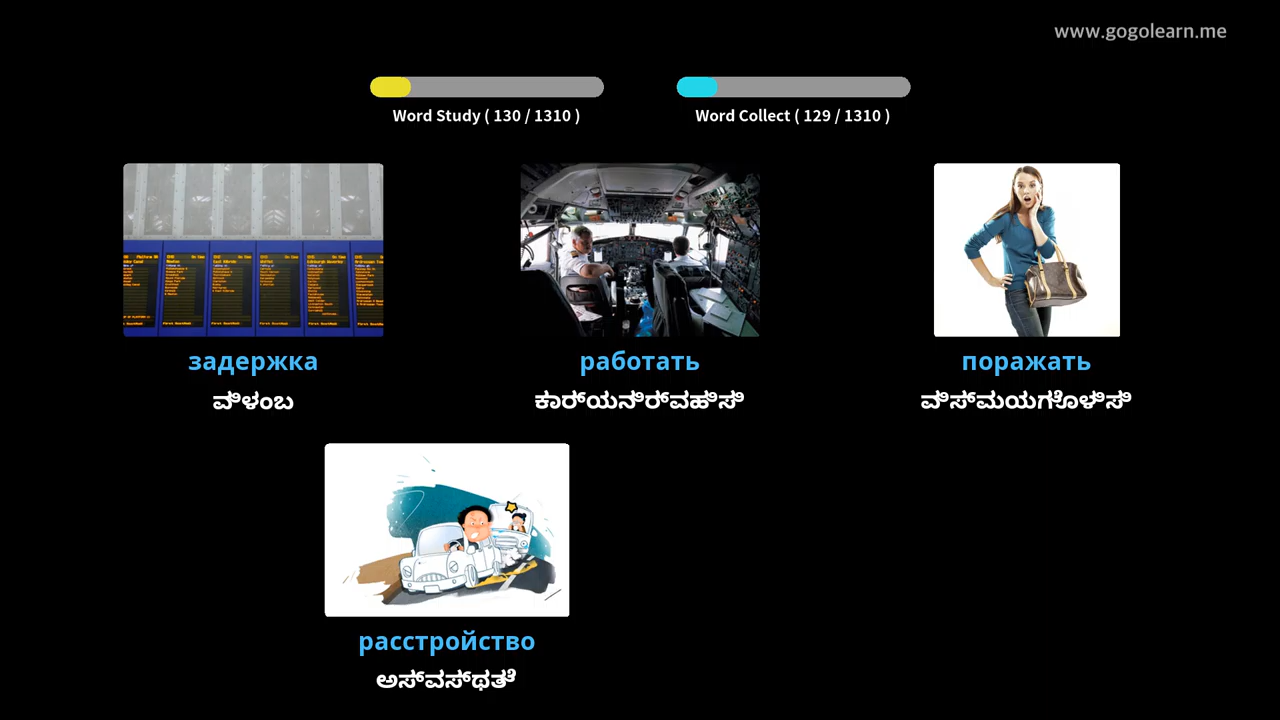 www.gogolearn.me
Word Study ( 130 / 1310 )
Word Collect ( 129 / 1310 )
задержка
работать
поражать
ವಿಳಂಬ
ಕಾರ್ಯನಿರ್ವಹಿಸಿ
ವಿಸ್ಮಯಗೊಳಿಸಿ
расстройство
ಅಸ್ವಸ್ಥತೆ